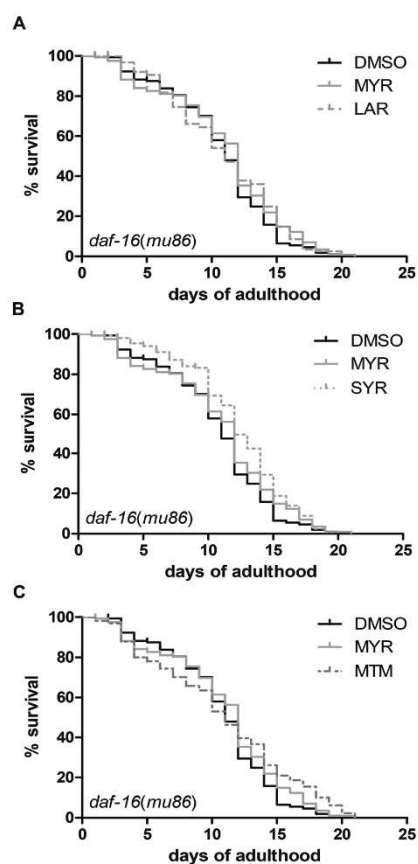 A
100
80
60
40
20
0
% survival
DMSO
MYR
LAR
daf-16(mu86)
0 5 10 15 20 25
days of adulthood
B
100
80
60
40
20
0
% survival
DMSO
MYR
SYR
daf-16(mu86)
0 5 10 15 20 25
days of adulthood
C
100
80
60
40
20
0
% survival
DMSO
MYR
MTM
daf-16(mu86)
0 5 10 15 20 25
days of adulthood